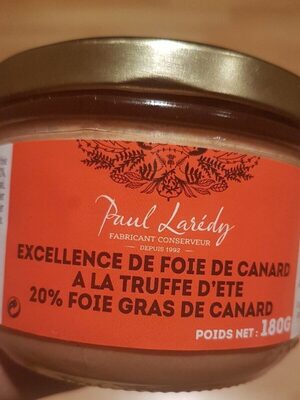 Paul Larédy
FABRICANT CONSERVEUR
DEPUIS 1992
EXCELLENCE DE FOIE DE CANARD
A LA TRUFFE D'ETE
20% FOIE GRAS DE CANARD
POIDS NET : 180G